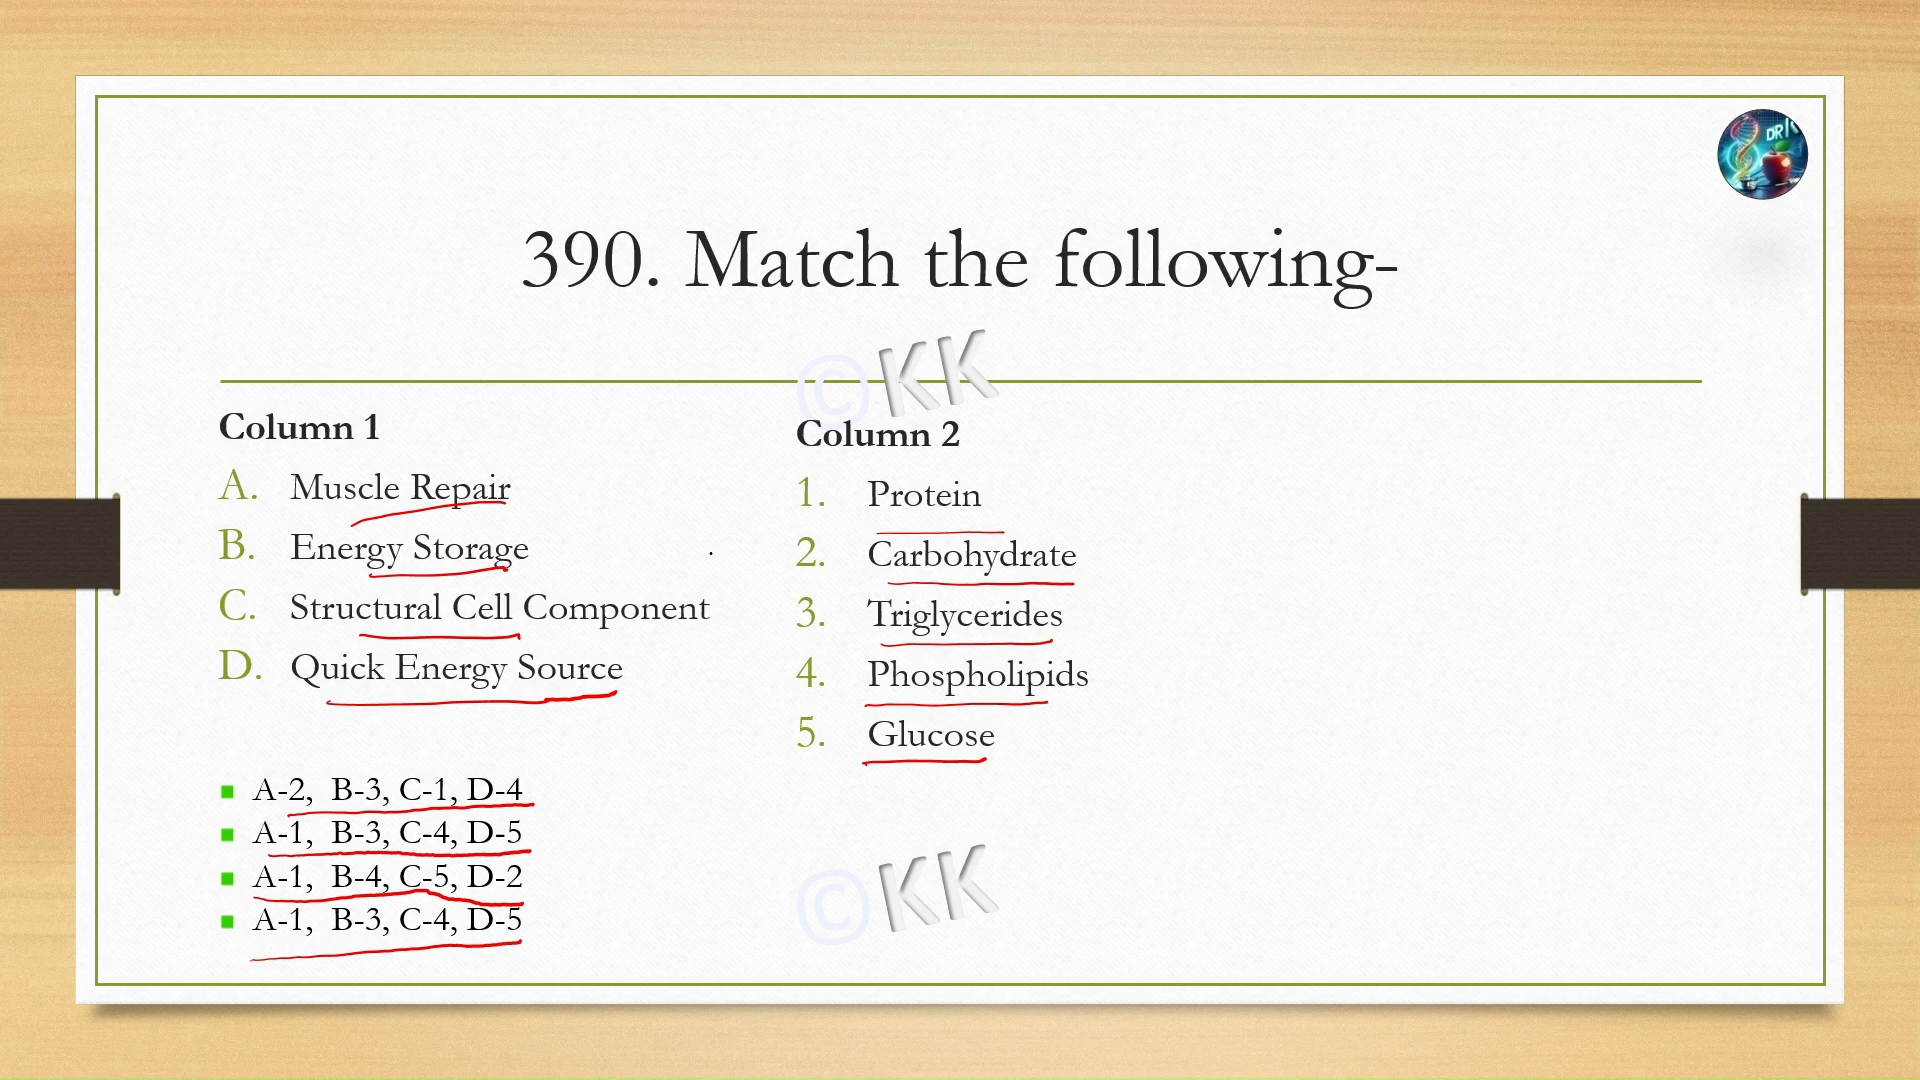 390. Match the following-
©KK
Column 1
A. Muscle Repair
B. Energy Storage
C. Structural Cell Component
D. Quick Energy Source
Column 2
1. Protein
2. Carbohydrate
3. Triglycerides
4. Phospholipids
5. Glucose
A-2, B-3, C-1, D-4
A-1, B-3, C-4, D-5
A-1, B-4, C-5, D-2
A-1, B-3, C-4, D-5
©KK